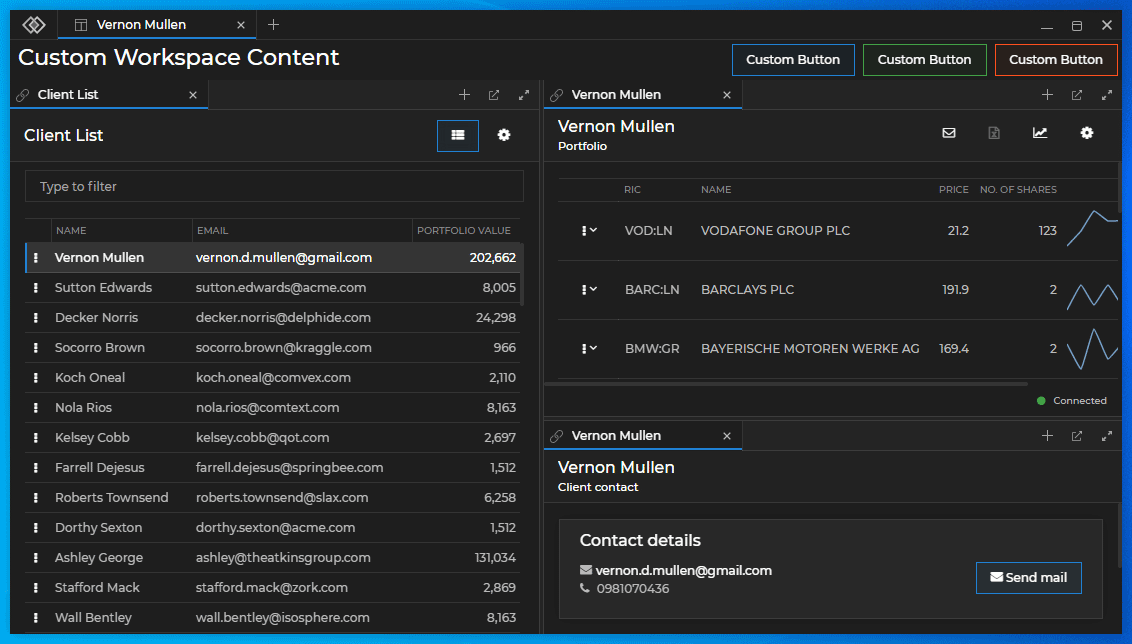 Vernon Mullen
Custom Workspace Content
Custom Button
Custom Button
Custom Button
Client List
Client List
Type to filter
NAME EMAIL PORTFOLIO VALUE
Vernon Mullen vernon.d.mullen@gmail.com 202,662
Sutton Edwards sutton.edwards@acme.com 8,005
Decker Norris decker.norris@delphide.com 24,298
Socorro Brown socorro.brown@kraggle.com 966
Koch Oneal koch.oneal@comvex.com 2,110
Nola Rios nola.rios@comtext.com 8,163
Kelsey Cobb kelsey.cobb@qot.com 2,697
Farrell Dejesus farrell.dejesus@springbee.com 1,512
Roberts Townsend roberts.townsend@slax.com 6,258
Dorthy Sexton dorthy.sexton@acme.com 1,512
Ashley George ashley@theatkinsgroup.com 131,034
Stafford Mack stafford.mack@zork.com 2,869
Wall Bentley wall.bentley@isosphere.com 8,163
Vernon Mullen
Vernon Mullen
Portfolio
RIC NAME PRICE NO. OF SHARES
VOD:LN VODAFONE GROUP PLC 21.2 123
BARC:LN BARCLAYS PLC 191.9 2
BMW:GR BAYERISCHE MOTOREN WERKE AG 169.4 2
Connected
Vernon Mullen
Vernon Mullen
Client contact
Contact details
vernon.d.mullen@gmail.com
0981070436
Send mail